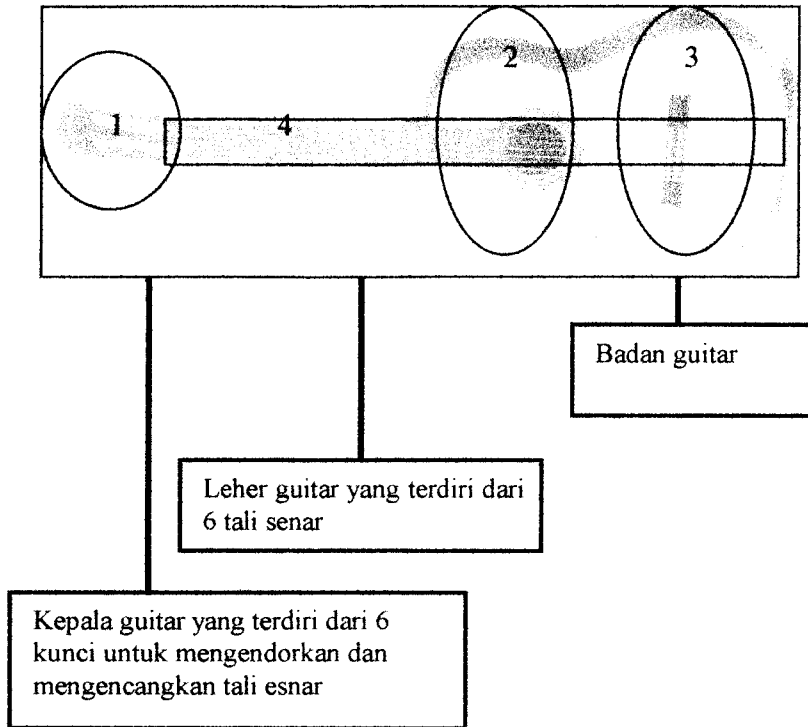 1
4
2
3
Badan guitar
Leher guitar yang terdiri dari
6 tali senar
Kepala guitar yang terdiri dari 6
kunci untuk mengendorkan dan
mengencangkan tali esnar